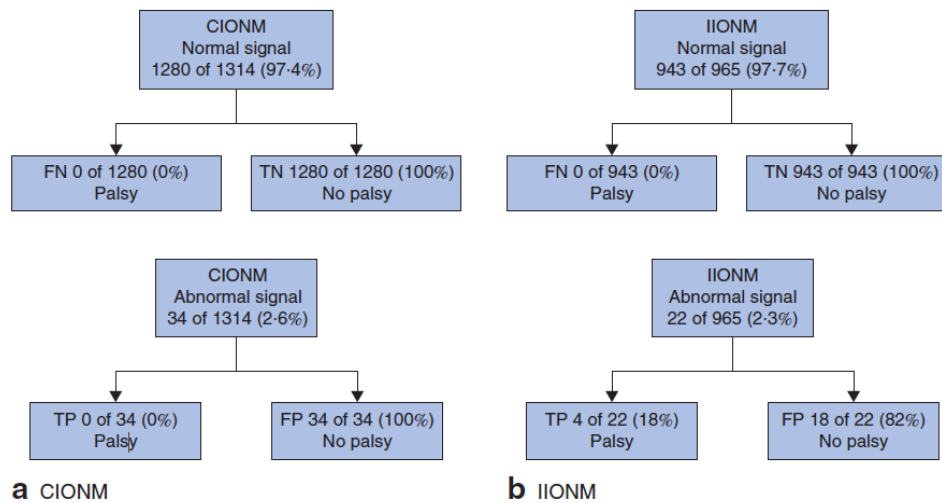 CIONM
Normal signal
1280 of 1314 (97·4%)
FN 0 of 1280 (0%)
Palsy
TN 1280 of 1280 (100%)
No palsy
CIONM
Abnormal signal
34 of 1314 (2·6%)
TP 0 of 34 (0%)
Palsy
FP 34 of 34 (100%)
No palsy
a CIONM
IIONM
Normal signal
943 of 965 (97·7%)
FN 0 of 943 (0%)
Palsy
TN 943 of 943 (100%)
No palsy
IIONM
Abnormal signal
22 of 965 (2·3%)
TP 4 of 22 (18%)
Palsy
FP 18 of 22 (82%)
No palsy
b IIONM